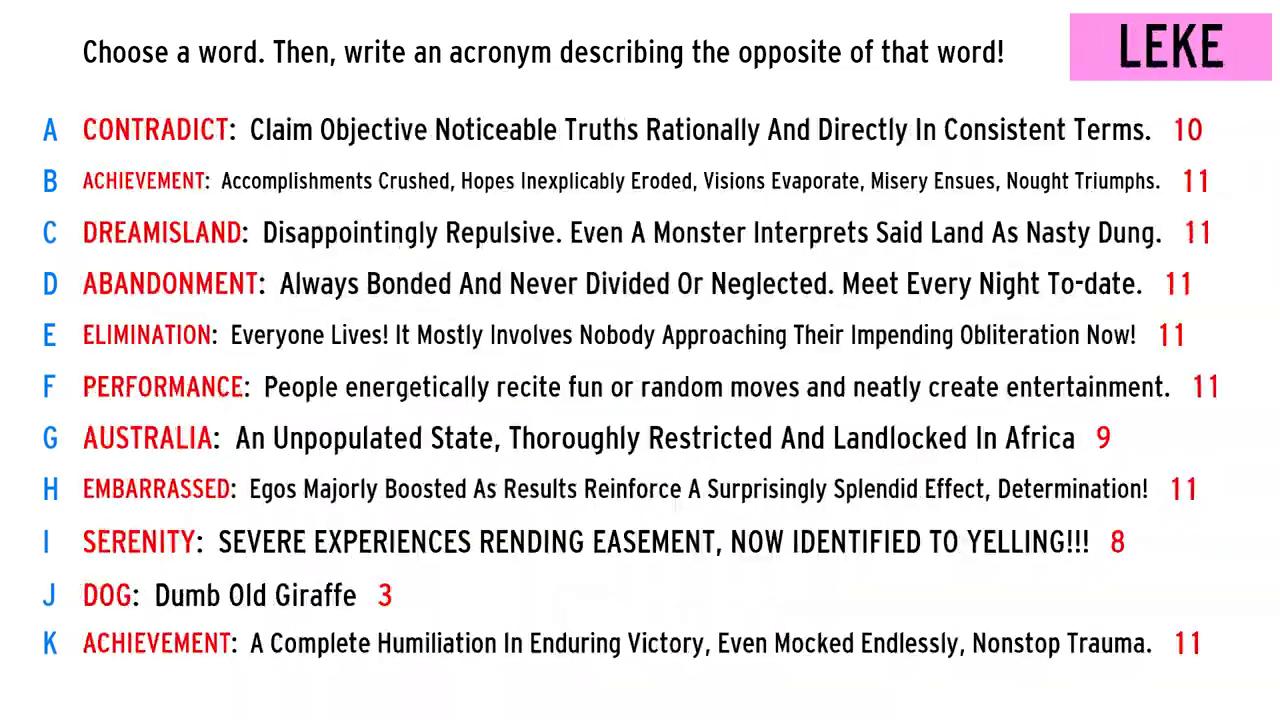 Choose a word. Then, write an acronym describing the opposite of that word!
LEKE
A CONTRADICT: Claim Objective Noticeable Truths Rationally And Directly In Consistent Terms. 10
B ACHIEVEMENT: Accomplishments Crushed, Hopes Inexplicably Eroded, Visions Evaporate, Misery Ensues, Nought Triumphs. 11
C DREAMISLAND: Disappointingly Repulsive. Even A Monster Interprets Said Land As Nasty Dung. 11
D ABANDONMENT: Always Bonded And Never Divided Or Neglected. Meet Every Night To-date. 11
E ELIMINATION: Everyone Lives! It Mostly Involves Nobody Approaching Their Impending Obliteration Now! 11
F PERFORMANCE: People energetically recite fun or random moves and neatly create entertainment. 11
G AUSTRALIA: An Unpopulated State, Thoroughly Restricted And Landlocked In Africa 9
H EMBARRASSED: Egos Majorly Boosted As Results Reinforce A Surprisingly Splendid Effect, Determination! 11
I SERENITY: SEVERE EXPERIENCES RENDING EASEMENT, NOW IDENTIFIED TO YELLING!!! 8
J DOG: Dumb Old Giraffe 3
K ACHIEVEMENT: A Complete Humiliation In Enduring Victory, Even Mocked Endlessly, Nonstop Trauma. 11